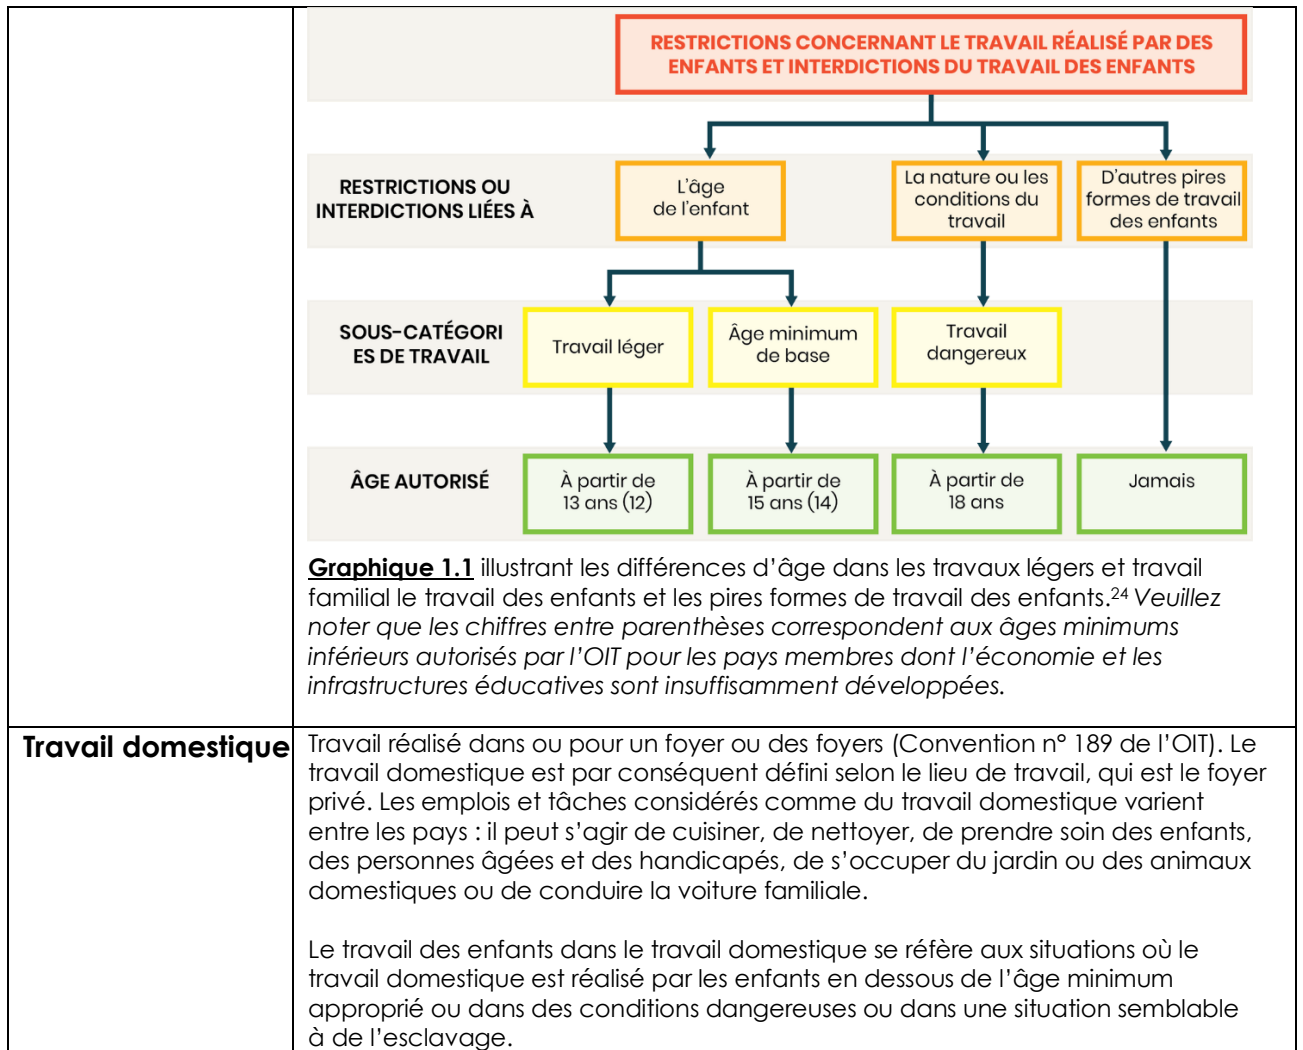 RESTRICTIONS CONCERNANT LE TRAVAIL RÉALISÉ PAR DES
ENFANTS ET INTERDICTIONS DU TRAVAIL DES ENFANTS
RESTRICTIONS OU
INTERDICTIONS LIÉES À
L'âge
de l'enfant
La nature ou les
conditions du
travail
D'autres pires
formes de travail
des enfants
SOUS-CATÉGORI
ES DE TRAVAIL
Travail léger
Âge minimum
de base
Travail
dangereux
ÂGE AUTORISÉ
À partir de
13 ans (12)
À partir de
15 ans (14)
À partir de
18 ans
Jamais
Graphique 1.1 illustrant les différences d'âge dans les travaux légers et travail
familial le travail des enfants et les pires formes de travail des enfants.24 Veuillez
noter que les chiffres entre parenthèses correspondent aux âges minimums
inférieurs autorisés par l'OIT pour les pays membres dont l'économie et les
infrastructures éducatives sont insuffisamment développées.
Travail domestique
Travail réalisé dans ou pour un foyer ou des foyers (Convention n° 189 de l'OIT). Le
travail domestique est par conséquent défini selon le lieu de travail, qui est le foyer
privé. Les emplois et tâches considérés comme du travail domestique varient
entre les pays : il peut s'agir de cuisiner, de nettoyer, de prendre soin des enfants,
des personnes âgées et des handicapés, de s'occuper du jardin ou des animaux
domestiques ou de conduire la voiture familiale.
Le travail des enfants dans le travail domestique se réfère aux situations où le
travail domestique est réalisé par les enfants en dessous de l'âge minimum
approprié ou dans des conditions dangereuses ou dans une situation semblable
à de l'esclavage.